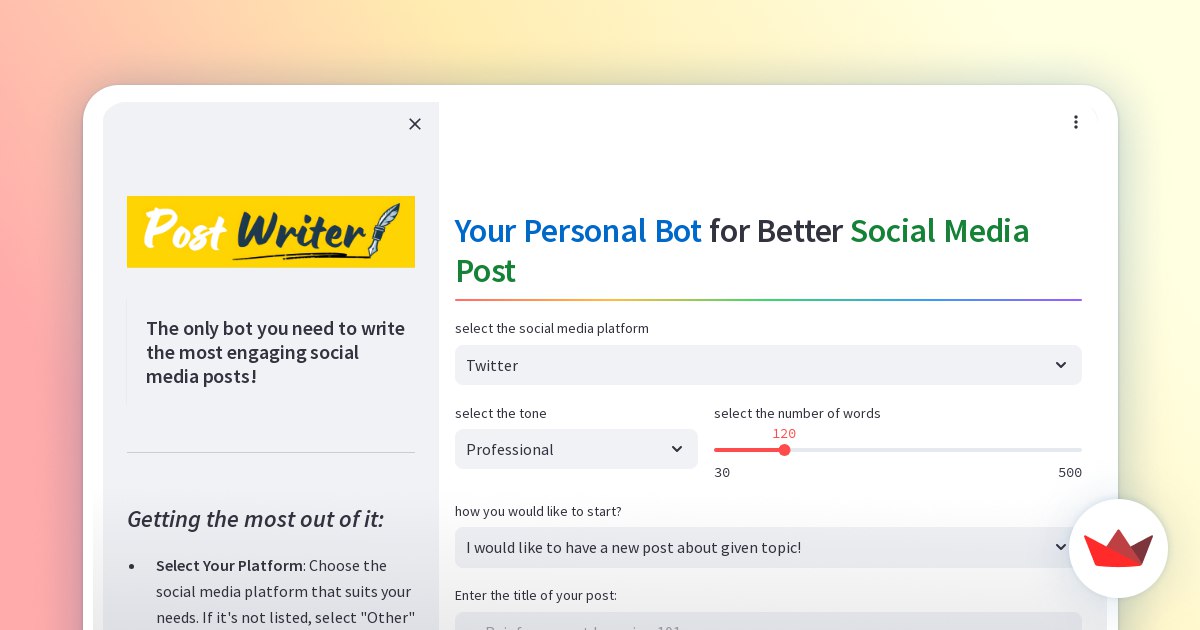 Post Writer
The only bot you need to write
the most engaging social
media posts!
Getting the most out of it:
Select Your Platform: Choose the
social media platform that suits your
needs. If it's not listed, select "Other"
Your Personal Bot for Better Social Media
Post
select the social media platform
Twitter
select the tone
Professional
select the number of words
120
30
500
how you would like to start?
I would like to have a new post about given topic!
Enter the title of your post: